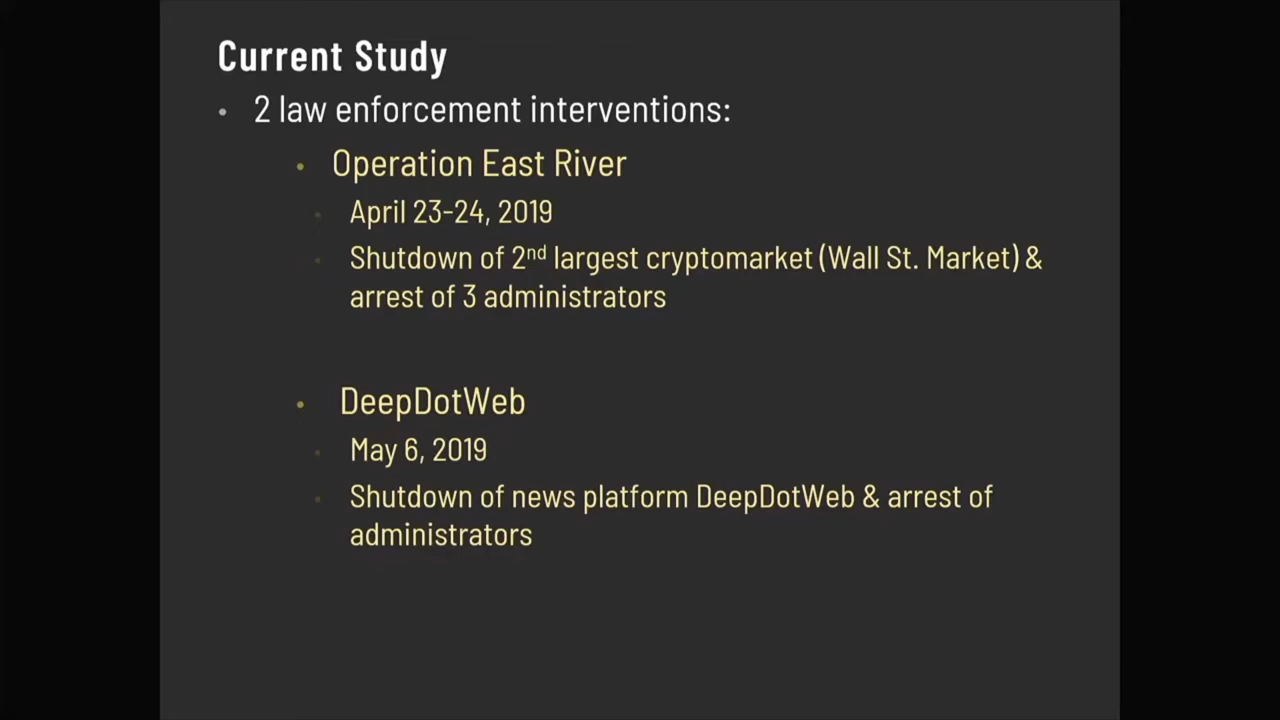 Current Study
• 2 law enforcement interventions:
• Operation East River
• April 23-24, 2019
• Shutdown of 2nd largest cryptomarket (Wall St. Market) &
arrest of 3 administrators
• DeepDotWeb
• May 6, 2019
• Shutdown of news platform DeepDotWeb & arrest of
administrators